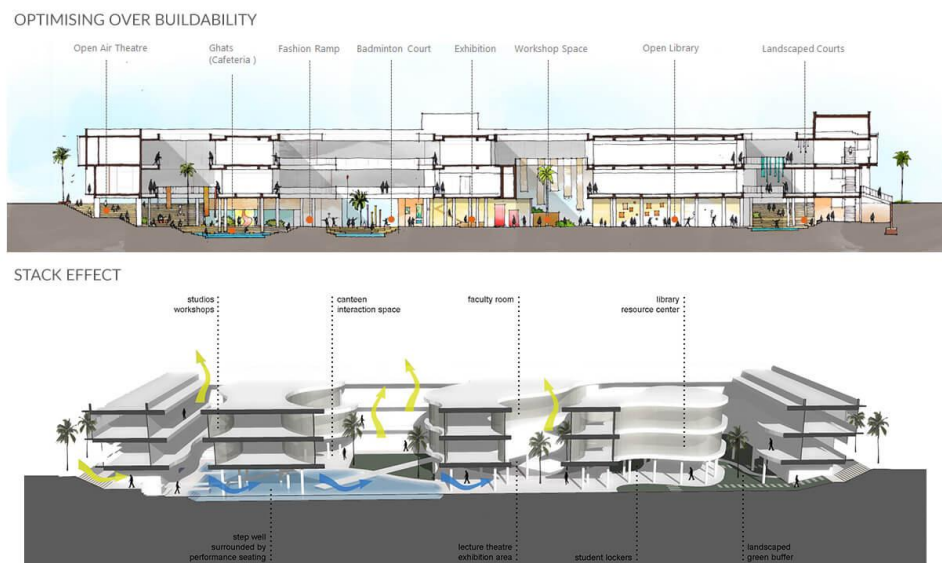 OPTIMISING OVER BUILDABILITY
Open Air Theatre
Ghats
(Cafeteria )
Fashion Ramp
Badminton Court
Exhibition
Workshop Space
Open Library
Landscaped Courts
STACK EFFECT
studios
workshops
canteen
interaction space
faculty room
library
resource center
step well
surrounded by
performance seating
lecture theatre
exhibition area
student lockers
landscaped
green buffer